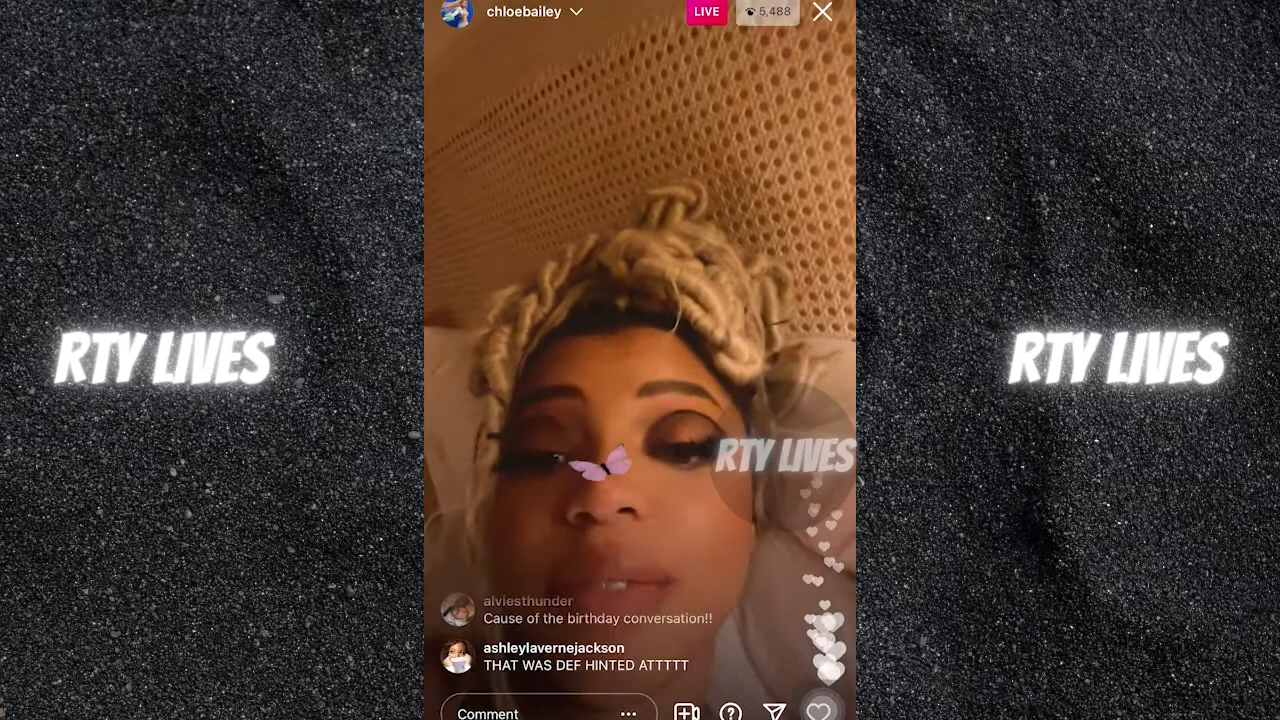 chloebailey
LIVE
5,488
RTY LIVES
RTY LIVES
RTY LIVES
alviesthunder
Cause of the birthday conversation!!
ashleylavernejackson
THAT WAS DEF HINTED ATTTTT
Comment